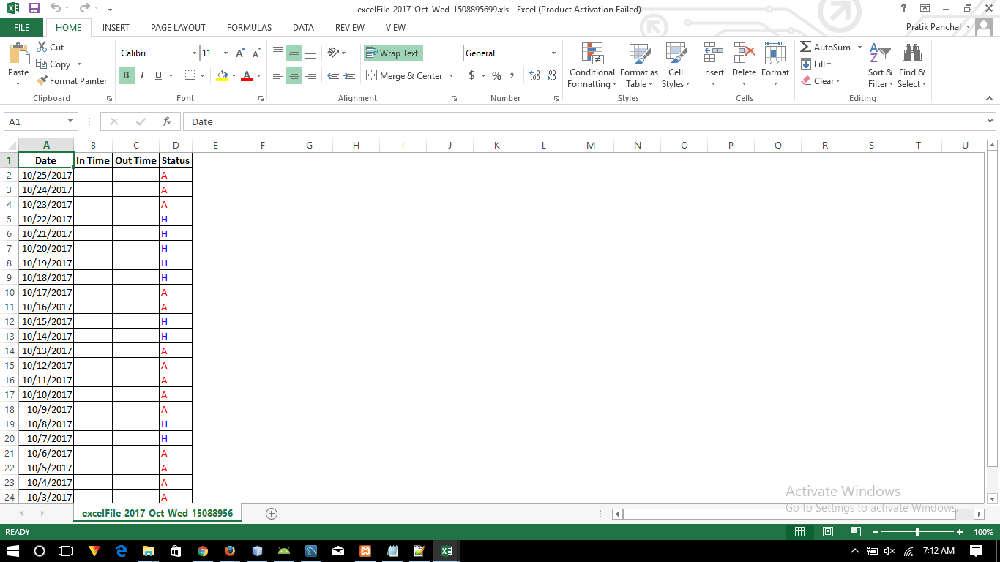 excelFile-2017-Oct-Wed-1508895699.xls - Excel (Product Activation Failed)
?
FILE HOME INSERT PAGE LAYOUT FORMULAS DATA REVIEW VIEW
Pratik Panchal
Paste
Cut
Copy
Format Painter
Clipboard
Calibri 11
B I U
Font
Wrap Text
Merge & Center
Alignment
General
$ % ,
Number
Conditional Formatting
Format as Table
Cell Styles
Styles
Insert Delete Format
Cells
AutoSum
Fill
Clear
Sort & Filter
Find & Select
Editing
A1 fx Date
A B C D E F G H I J K L M N O P Q R S T U
1 Date In Time Out Time Status
2 10/25/2017 A
3 10/24/2017 A
4 10/23/2017 A
5 10/22/2017 H
6 10/21/2017 H
7 10/20/2017 H
8 10/19/2017 H
9 10/18/2017 H
10 10/17/2017 A
11 10/16/2017 A
12 10/15/2017 H
13 10/14/2017 H
14 10/13/2017 A
15 10/12/2017 A
16 10/11/2017 A
17 10/10/2017 A
18 10/9/2017 A
19 10/8/2017 H
20 10/7/2017 H
21 10/6/2017 A
22 10/5/2017 A
23 10/4/2017 A
24 10/3/2017 A
Activate Windows
Go to Settings to activate Windows.
excelFile-2017-Oct-Wed-15088956
READY
100%
7:12 AM